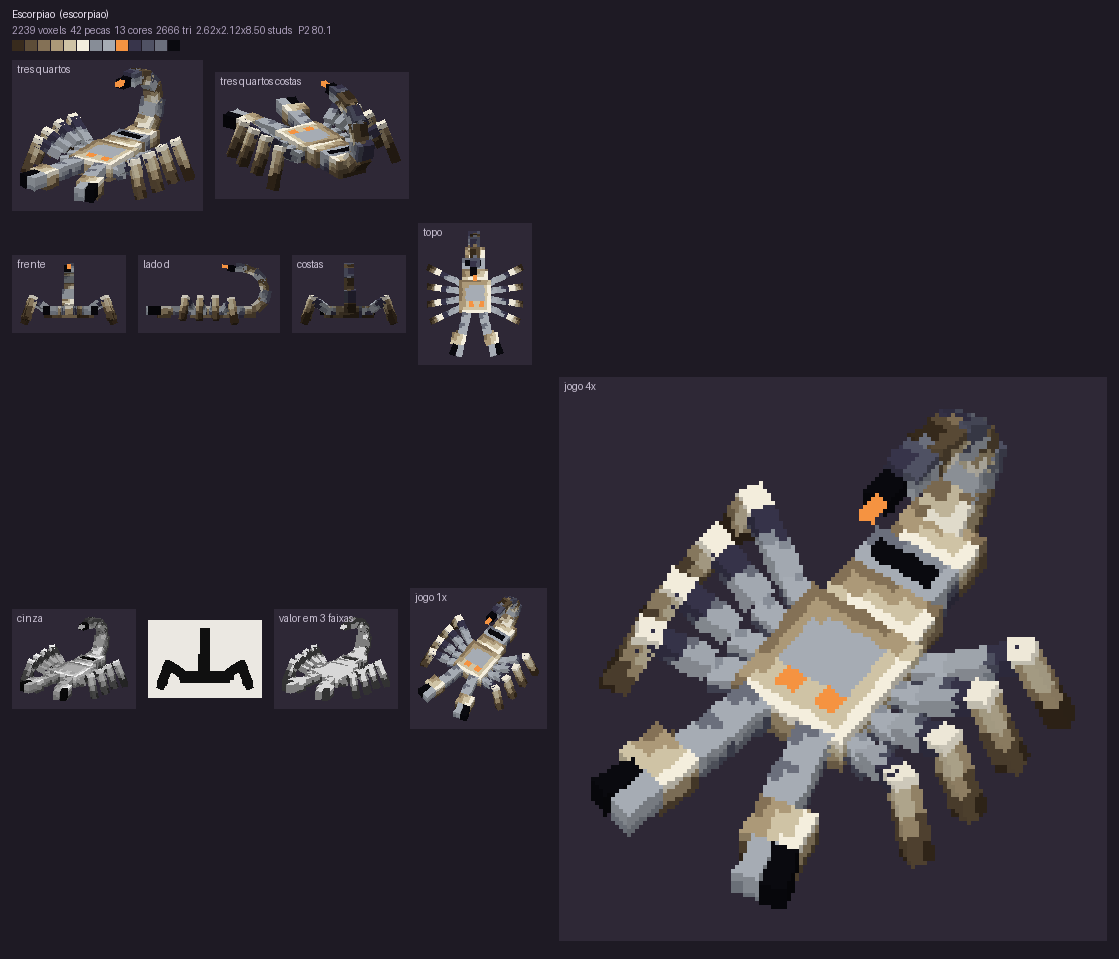 Escorpiao (escorpiao)
2239 voxels 42 pecas 13 cores 2666 tri 2.62x2.12x8.50 studs P2 80.1
tres quartos
tres quartos costas
topo
frente
lado d
costas
jogo 4x
jogo 1x
cinza
valor em 3 faixas